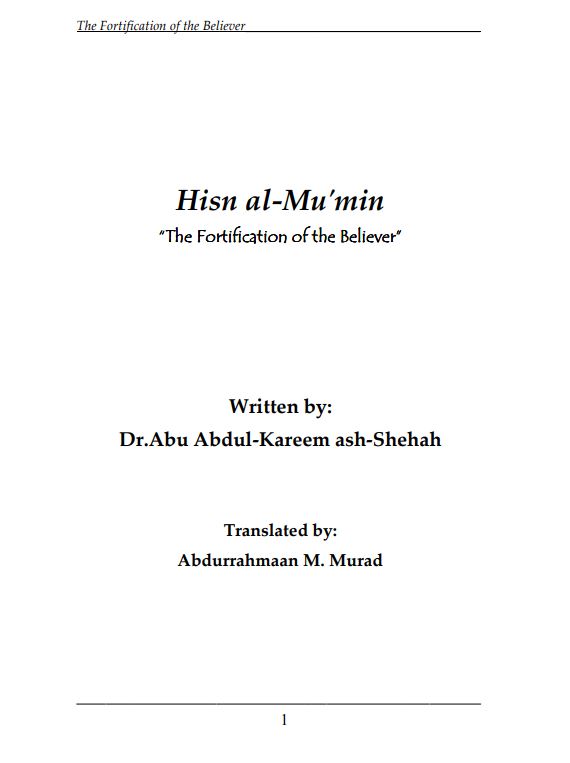 The Fortification of the Believer
Hisn al-Mu'min
"The Fortification of the Believer"
Written by:
Dr.Abu Abdul-Kareem ash-Shehah
Translated by:
Abdurrahmaan M. Murad
1